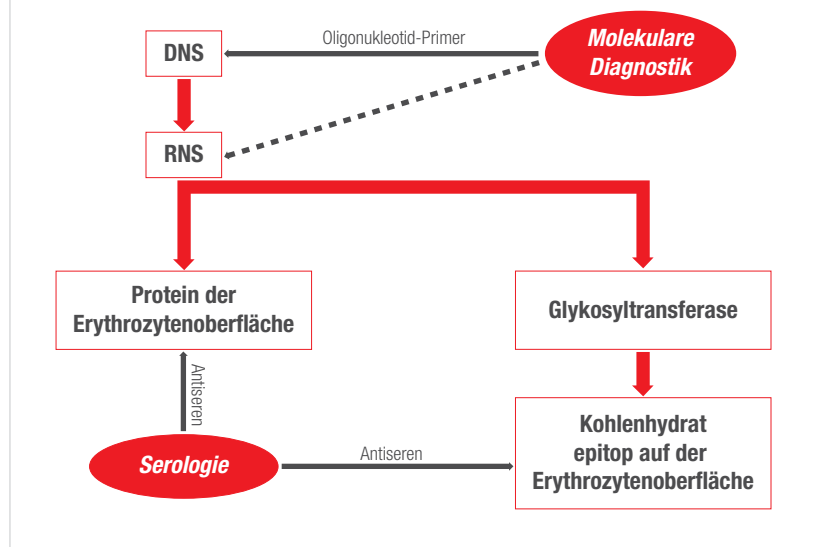 Oligonukleotid-Primer
Molekulare
Diagnostik
DNS
RNS
Protein der
Erythrozytenoberfläche
Glykosyltransferase
Antiseren
Kohlenhydrat
epitop auf der
Erythrozytenoberfläche
Serologie
Antiseren